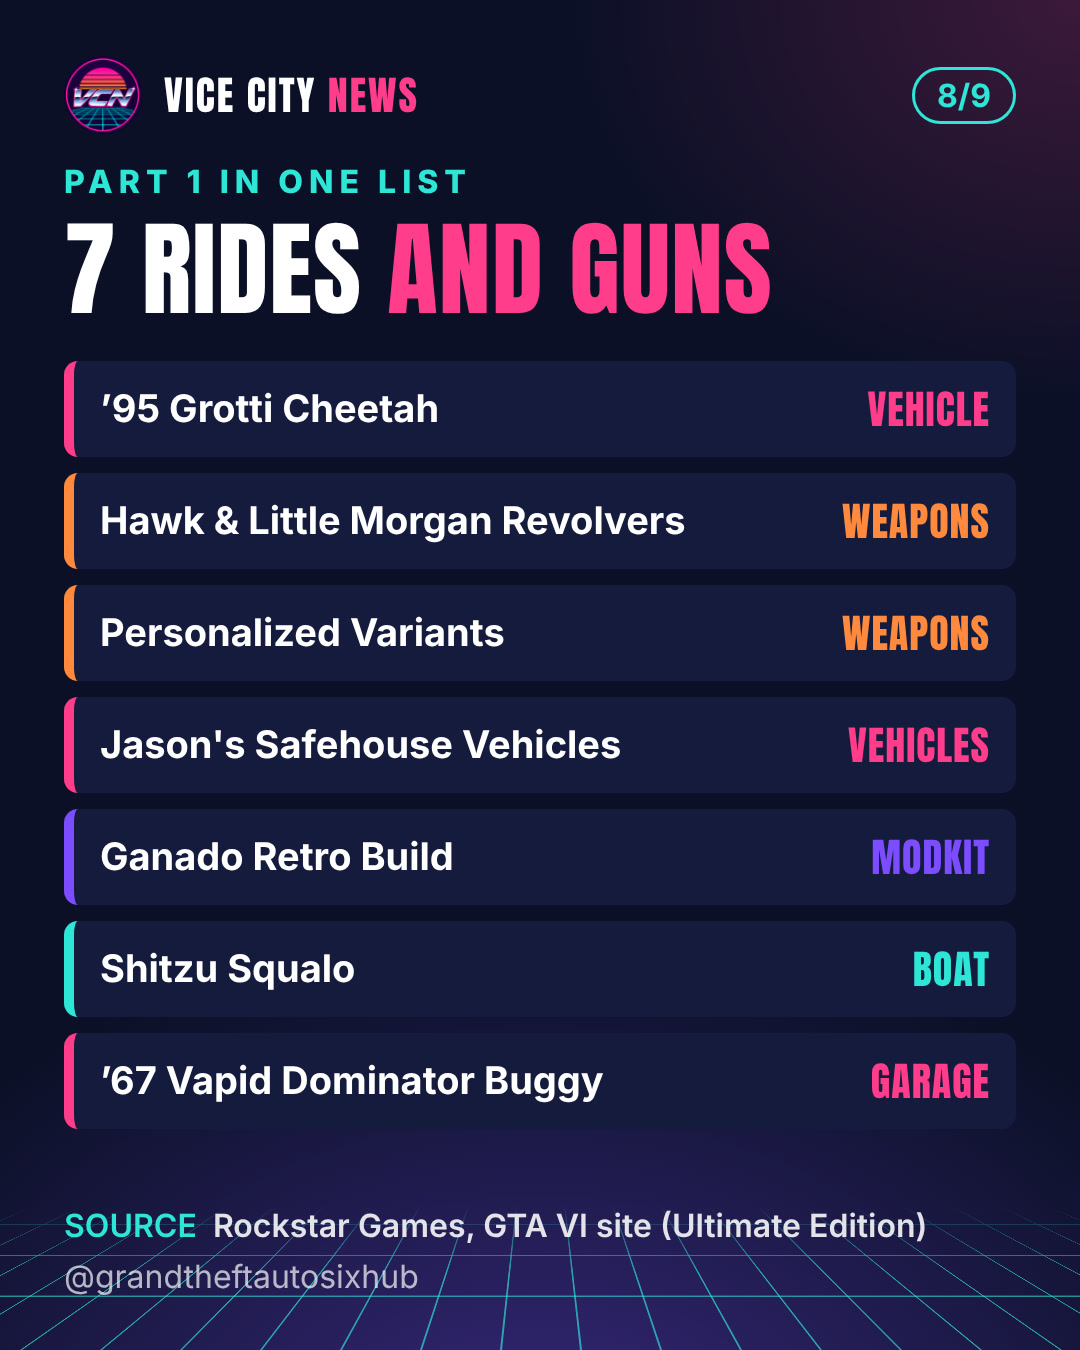 VCN
VICE CITY NEWS
8/9
PART 1 IN ONE LIST
7 RIDES AND GUNS
’95 Grotti Cheetah
VEHICLE
Hawk & Little Morgan Revolvers
WEAPONS
Personalized Variants
WEAPONS
Jason's Safehouse Vehicles
VEHICLES
Ganado Retro Build
MODKIT
Shitzu Squalo
BOAT
’67 Vapid Dominator Buggy
GARAGE
SOURCE Rockstar Games, GTA VI site (Ultimate Edition)
@grandtheftautosixhub